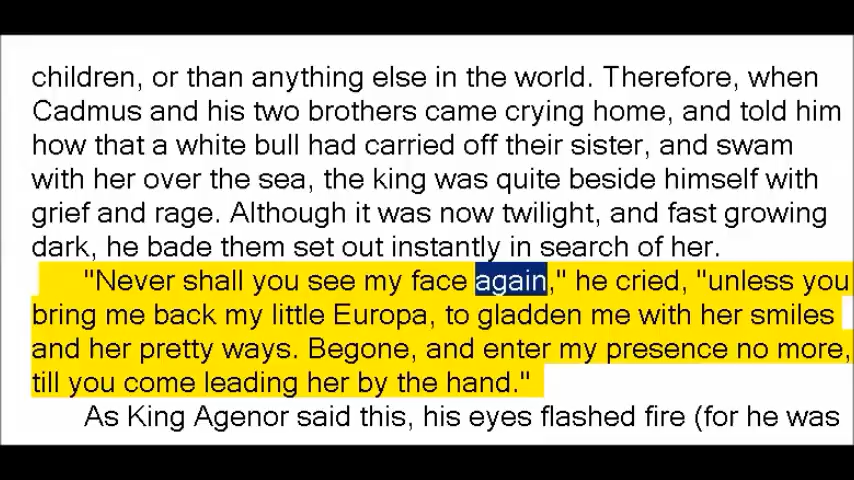 children, or than anything else in the world. Therefore, when
Cadmus and his two brothers came crying home, and told him
how that a white bull had carried off their sister, and swam
with her over the sea, the king was quite beside himself with
grief and rage. Although it was now twilight, and fast growing
dark, he bade them set out instantly in search of her.
"Never shall you see my face again," he cried, "unless you
bring me back my little Europa, to gladden me with her smiles
and her pretty ways. Begone, and enter my presence no more,
till you come leading her by the hand."
As King Agenor said this, his eyes flashed fire (for he was